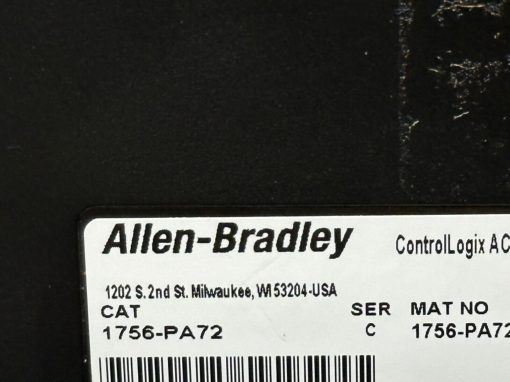 Allen-Bradley ControlLogix AC
1202 S. 2nd St. Milwaukee, WI 53204-USA
CAT SER MAT NO
1756-PA72 C 1756-PA72